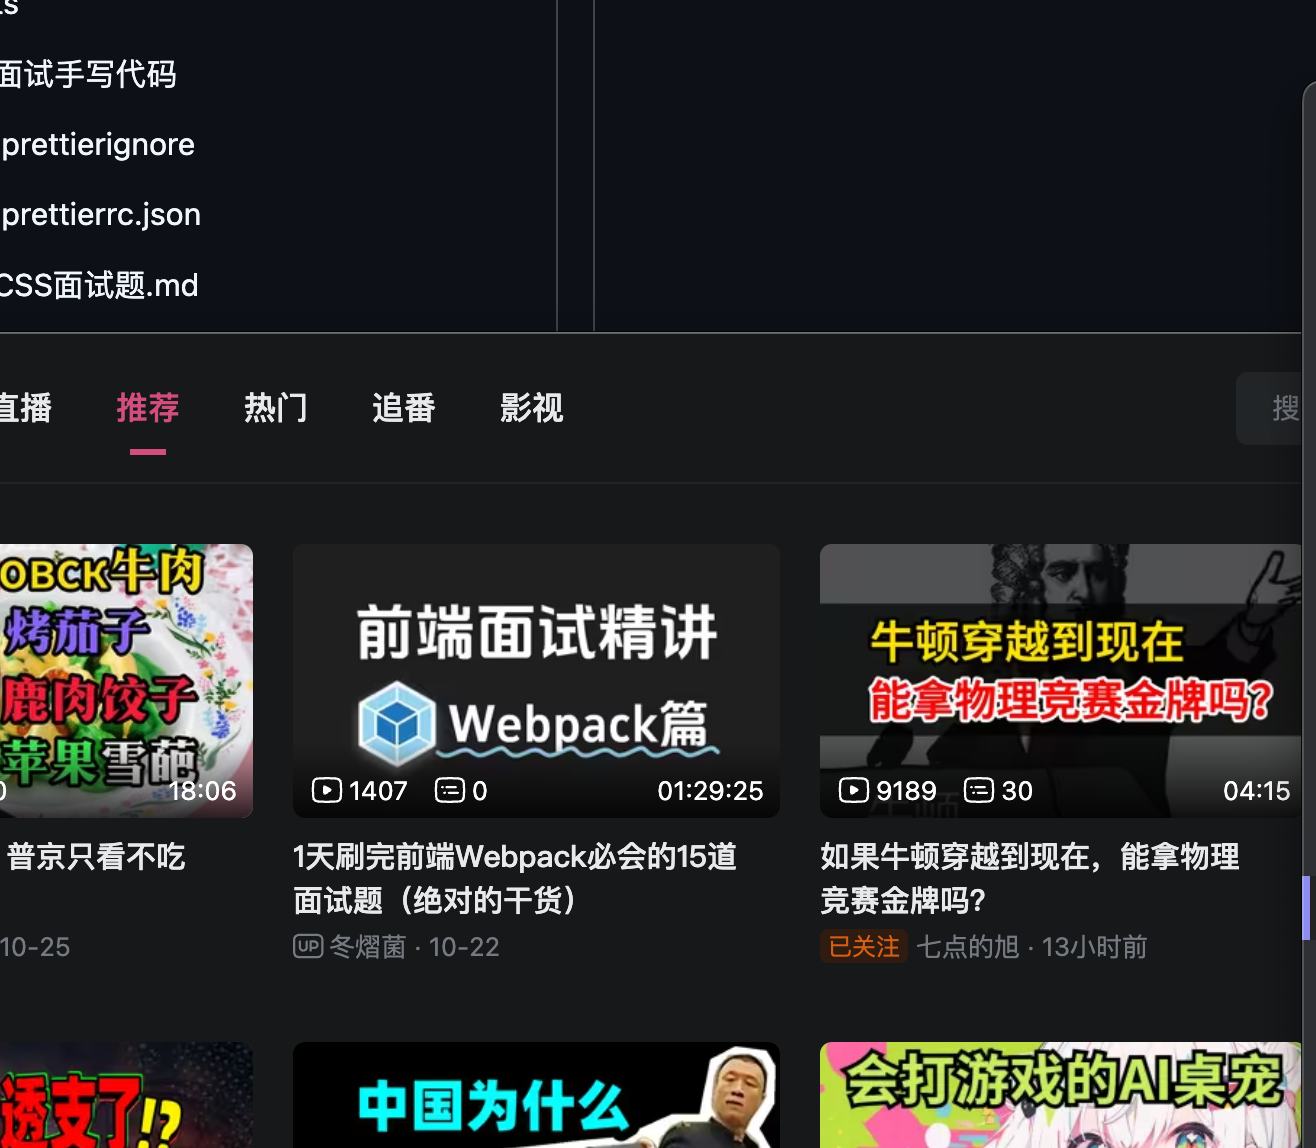 面试手写代码
prettierignore
prettierrc.json
CSS面试题.md
直播 推荐 热门 追番 影视 搜
OBCK牛肉
烤茄子
鹿肉饺子
苹果雪葩
18:06
普京只看不吃
10-25
前端面试精讲
Webpack篇
1407 0 01:29:25
1天刷完前端Webpack必会的15道
面试题（绝对的干货）
UP 冬熠菌 · 10-22
牛顿穿越到现在
能拿物理竞赛金牌吗?
9189 30 04:15
如果牛顿穿越到现在，能拿物理
竞赛金牌吗?
已关注 七点的旭 · 13小时前
透支了!?
中国为什么
会打游戏的AI桌宠